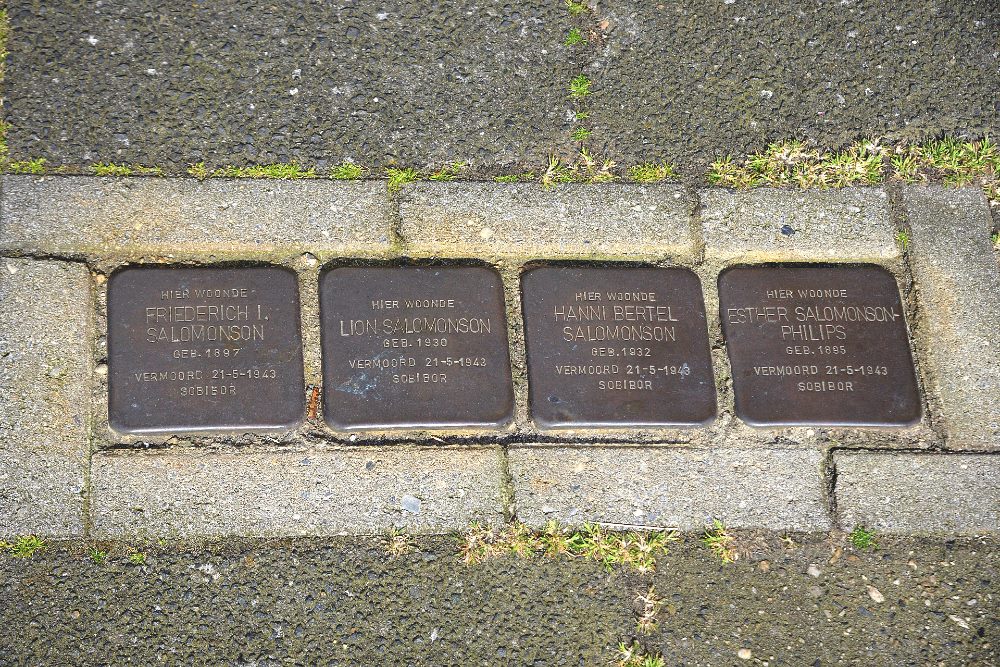 HIER WOONDE
FRIEDERICH I.
SALOMONSON
GEB. 1897
VERMOORD 21-5-1943
SOBIBOR
HIER WOONDE
LION SALOMONSON
GEB. 1930
VERMOORD 21-5-1943
SOBIBOR
HIER WOONDE
HANNI BERTEL
SALOMONSON
GEB. 1932
VERMOORD 21-5-1943
SOBIBOR
HIER WOONDE
ESTHER SALOMONSON-
PHILIPS
GEB. 1895
VERMOORD 21-5-1943
SOBIBOR